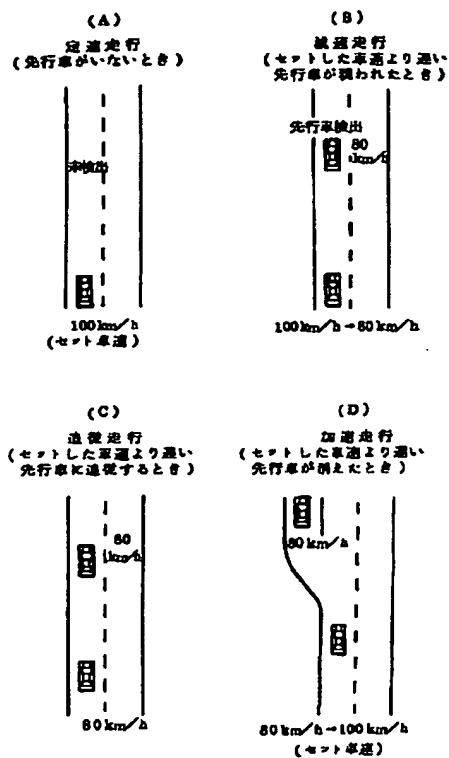 (A)
定速走行
(先行車がいないとき)
未検出
100km/h
(セット車速)
(B)
減速走行
(セットした車速より遅い
先行車が現われたとき)
先行車検出
80
km/h
100km/h→80km/h
(C)
追従走行
(セットした車速より遅い
先行車に追従するとき)
80
km/h
80km/h
(D)
加速走行
(セットした車速より遅い
先行車が消えたとき)
80km/h
80km/h→100km/h
(セット車速)